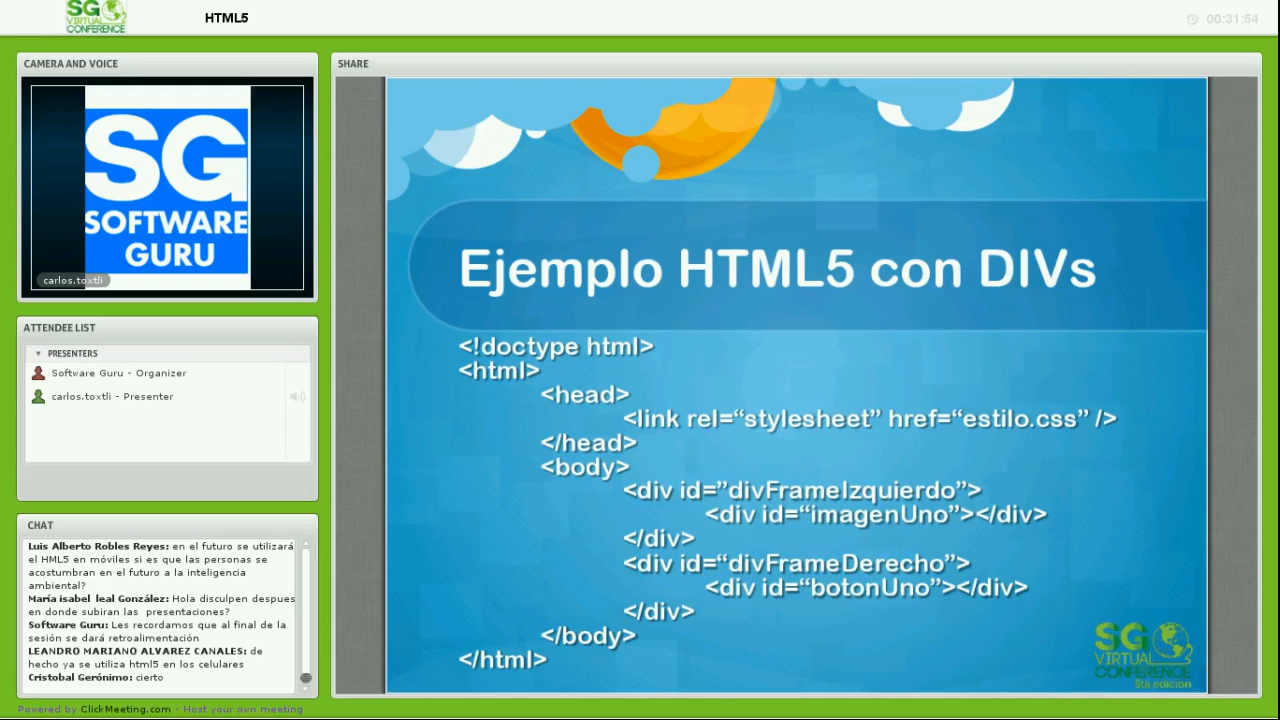 SG
VIRTUAL
CONFERENCE
HTML5
00:31:54
CAMERA AND VOICE
SG
SOFTWARE
GURU
carlos.toxtli
ATTENDEE LIST
PRESENTERS
Software Guru - Organizer
carlos.toxtli - Presenter
CHAT
Luis Alberto Robles Reyes: en el futuro se utilizará
el HML5 en móviles si es que las personas se
acostumbran en el futuro a la inteligencia
ambiental?
María isabel leal González: Hola disculpen despues
en donde subiran las presentaciones?
Software Guru: Les recordamos que al final de la
sesión se dará retroalimentación
LEANDRO MARIANO ALVAREZ CANALES: de
hecho ya se utiliza html5 en los celulares
Cristobal Gerónimo: cierto
Powered by ClickMeeting.com - Host your own meeting
SHARE
Ejemplo HTML5 con DIVs
<!doctype html>
<html>
<head>
<link rel=“stylesheet” href=“estilo.css” />
</head>
<body>
<div id=”divFrameIzquierdo”>
<div id=“imagenUno”></div>
</div>
<div id=“divFrameDerecho”>
<div id=“botonUno”></div>
</div>
</body>
</html>
SG
VIRTUAL
CONFERENCE
5ta edición